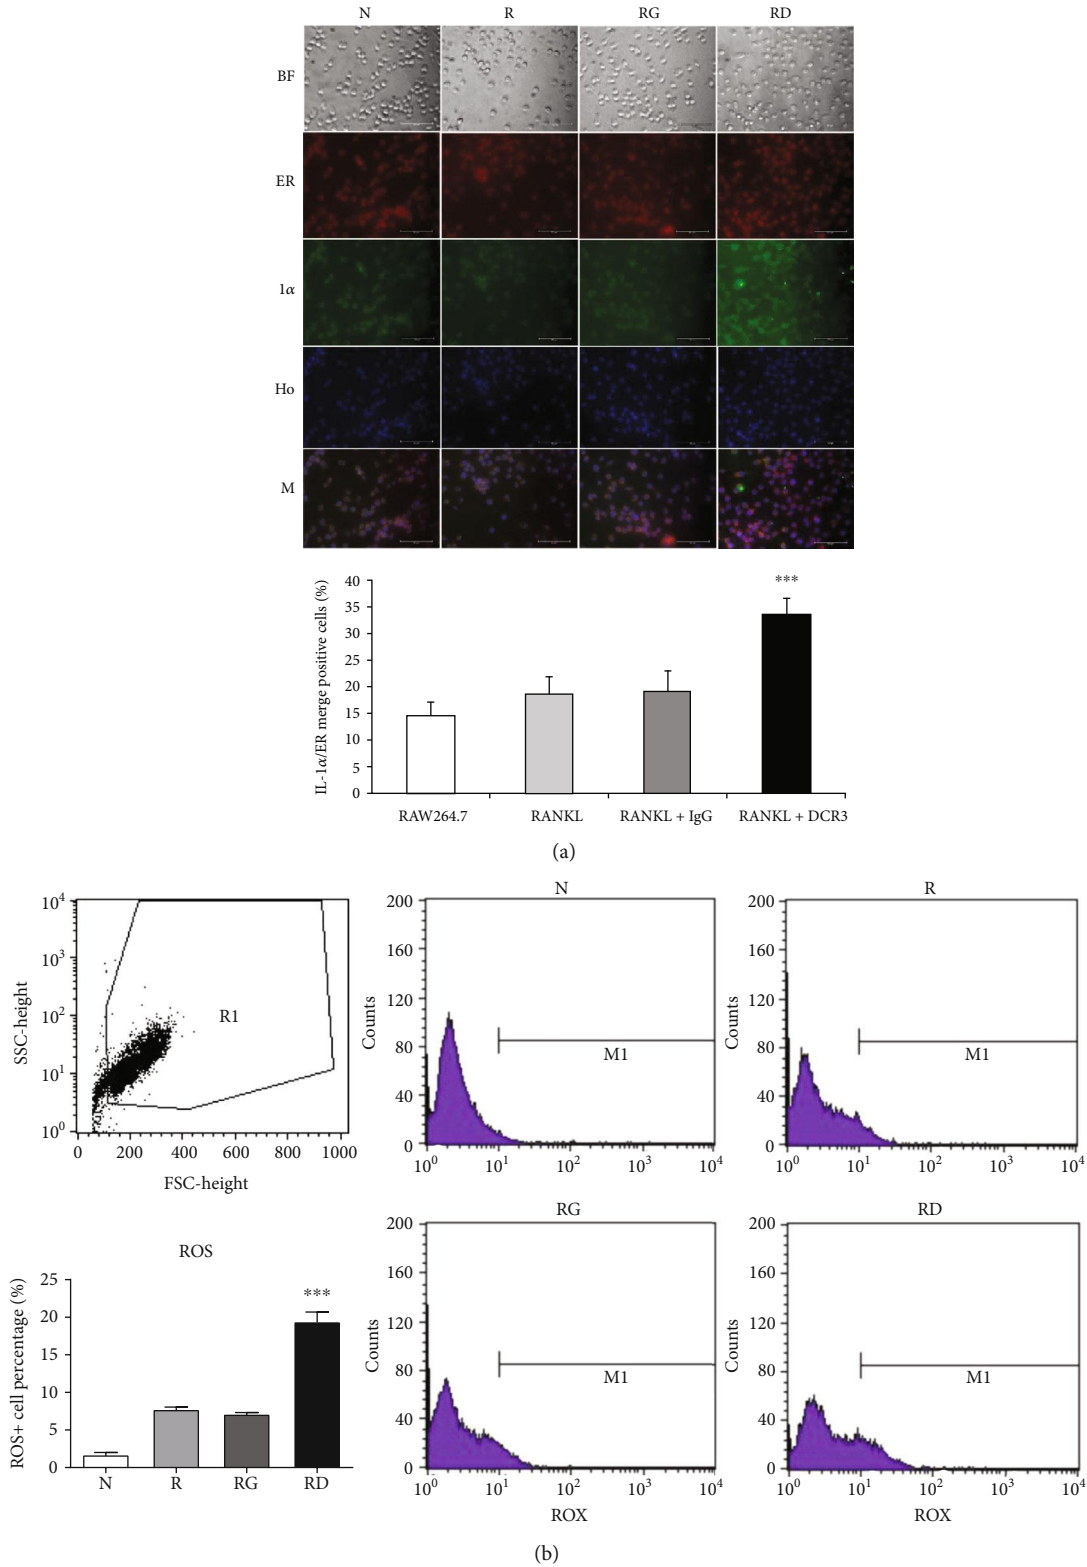 N R RG RD
BF
ER
1α
Ho
M
IL-1α/ER merge positive cells (%)
40
35
30
25
20
15
10
5
0
***
RAW264.7 RANKL RANKL + IgG RANKL + DCR3
(a)
SSC-height
10⁴
10³
10²
10¹
10⁰
R1
0 200 400 600 800 1000
FSC-height
N
Counts
200
160
120
80
40
0
M1
10⁰ 10¹ 10² 10³ 10⁴
R
Counts
200
160
120
80
40
0
M1
10⁰ 10¹ 10² 10³ 10⁴
ROS
ROS+ cell percentage (%)
25
20
15
10
5
0
***
N R RG RD
RG
Counts
200
160
120
80
40
0
M1
10⁰ 10¹ 10² 10³ 10⁴
ROX
RD
Counts
200
160
120
80
40
0
M1
10⁰ 10¹ 10² 10³ 10⁴
ROX
(b)